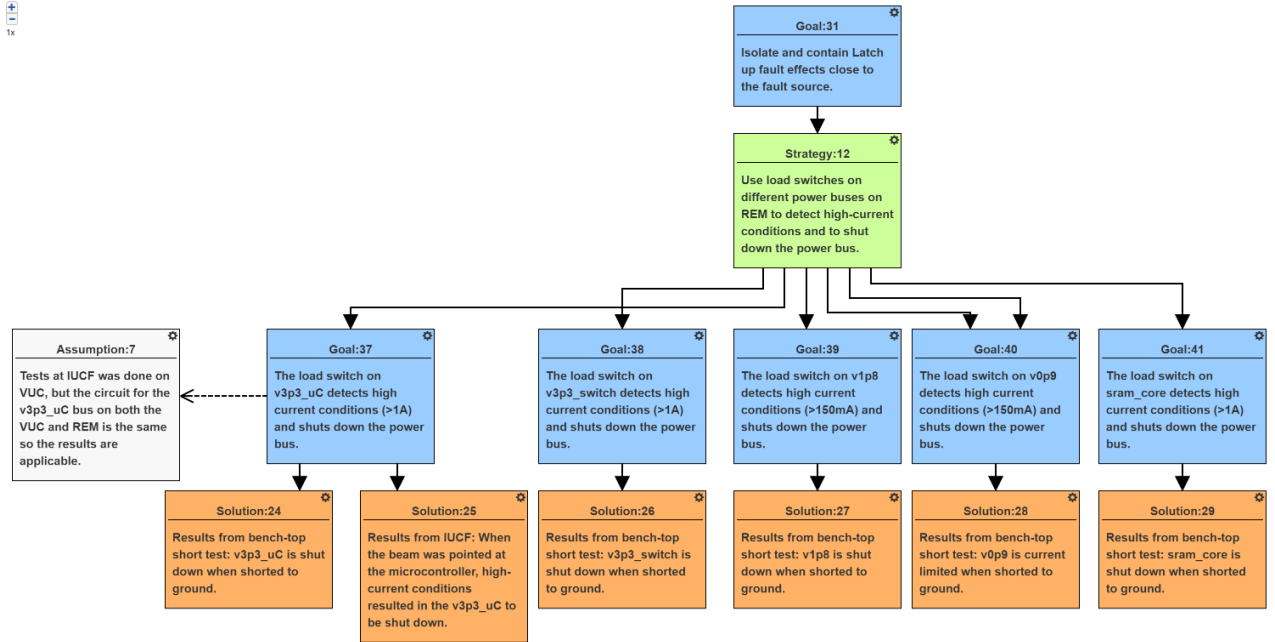 +
−
1x
Goal:31
Isolate and contain Latch
up fault effects close to
the fault source.
Strategy:12
Use load switches on
different power buses on
REM to detect high-current
conditions and to shut
down the power bus.
Assumption:7
Tests at IUCF was done on
VUC, but the circuit for the
v3p3_uC bus on both the
VUC and REM is the same
so the results are
applicable.
Goal:37
The load switch on
v3p3_uC detects high
current conditions (>1A)
and shuts down the power
bus.
Goal:38
The load switch on
v3p3_switch detects high
current conditions (>1A)
and shuts down the power
bus.
Goal:39
The load switch on v1p8
detects high current
conditions (>150mA) and
shuts down the power
bus.
Goal:40
The load switch on v0p9
detects high current
conditions (>150mA) and
shuts down the power
bus.
Goal:41
The load switch on
sram_core detects high
current conditions (>1A)
and shuts down the power
bus.
Solution:24
Results from bench-top
short test: v3p3_uC is shut
down when shorted to
ground.
Solution:25
Results from IUCF: When
the beam was pointed at
the microcontroller, high-
current conditions
resulted in the v3p3_uC to
be shut down.
Solution:26
Results from bench-top
short test: v3p3_switch is
shut down when shorted
to ground.
Solution:27
Results from bench-top
short test: v1p8 is shut
down when shorted to
ground.
Solution:28
Results from bench-top
short test: v0p9 is current
limited when shorted to
ground.
Solution:29
Results from bench-top
short test: sram_core is
shut down when shorted
to ground.